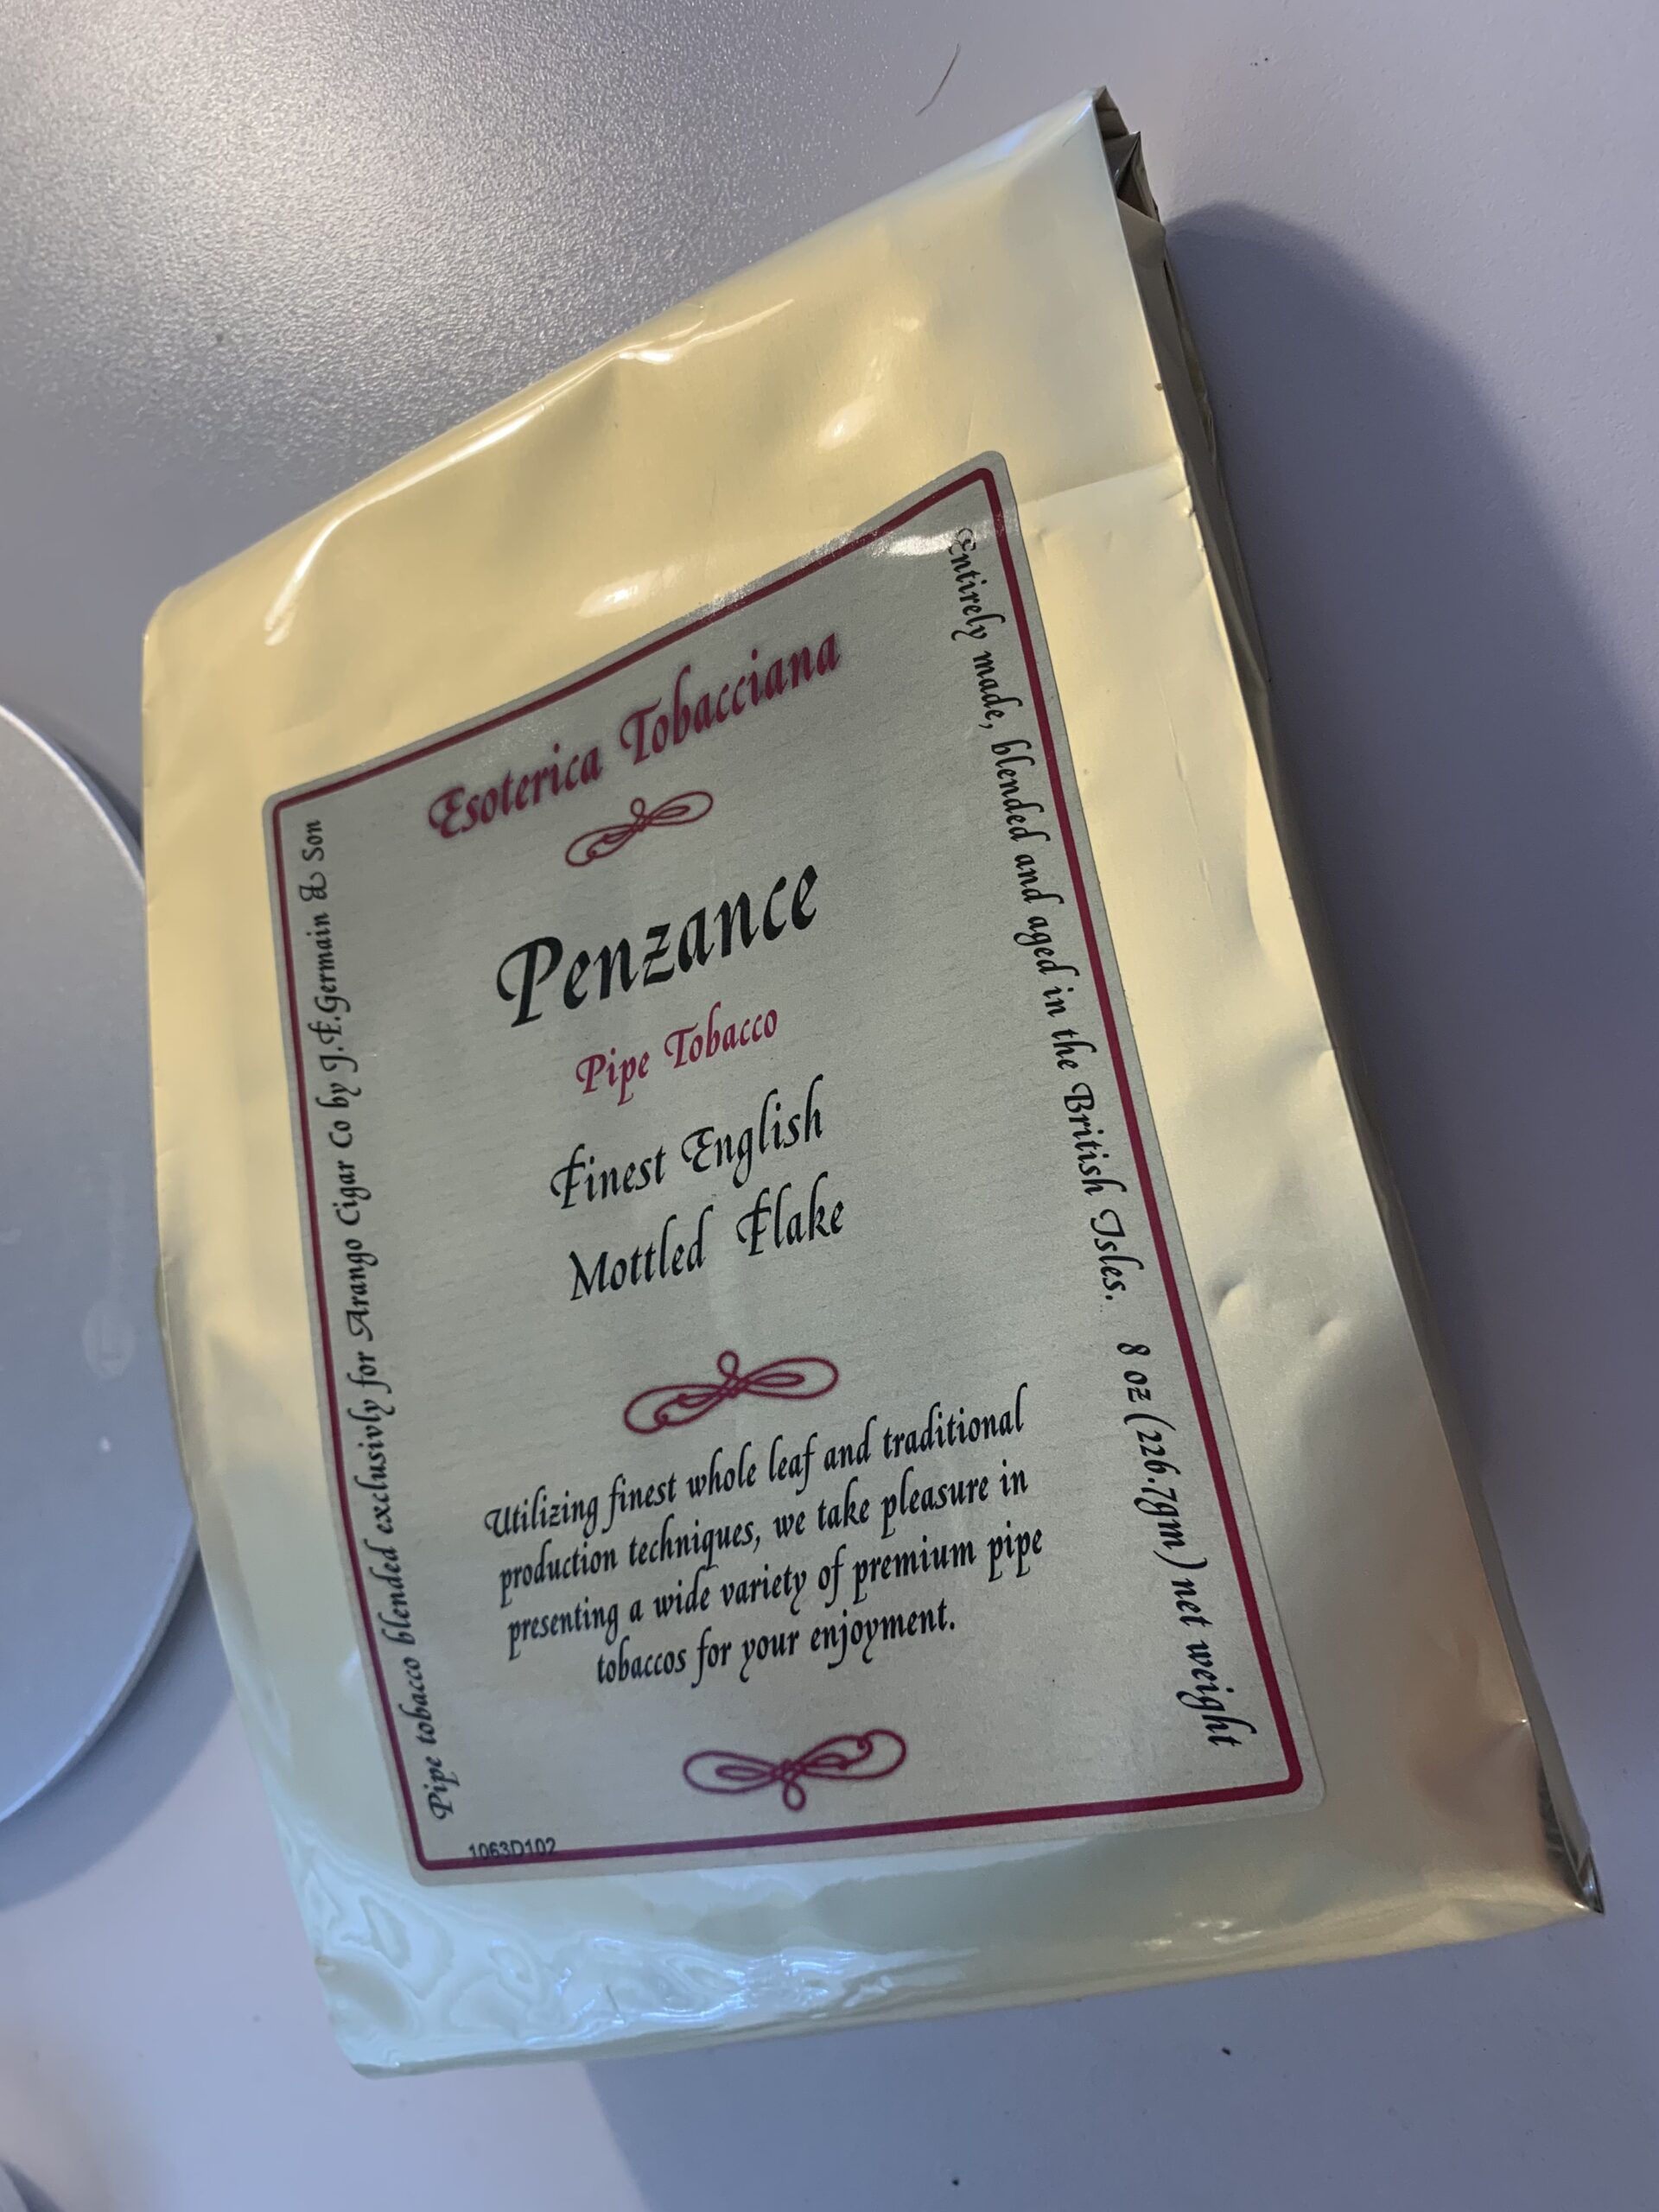 Esoterica Tobacciana
Penzance
Pipe Tobacco
Finest English
Mottled Flake
Utilizing finest whole leaf and traditional
production techniques, we take pleasure in
presenting a wide variety of premium pipe
tobaccos for your enjoyment.
Pipe tobacco blended exclusivly for Arango Cigar Co by J.F.Germain & Son
Entirely made, blended and aged in the British Isles. 8 oz (226.7gm) net weight
1063D102